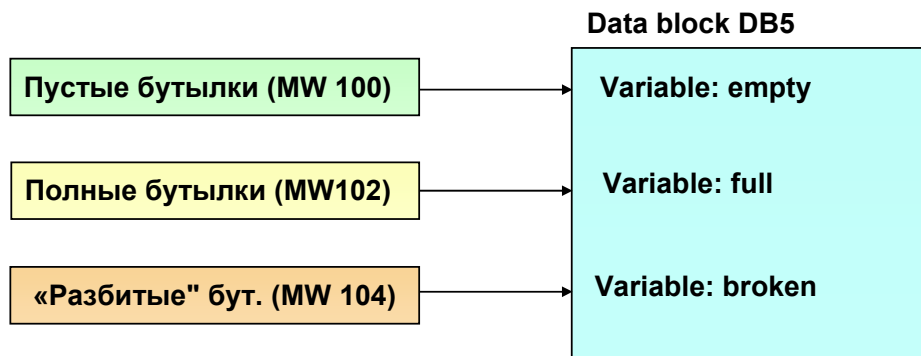 Data block DB5
Пустые бутылки (MW 100)
Variable: empty
Полные бутылки (MW102)
Variable: full
«Разбитые" бут. (MW 104)
Variable: broken